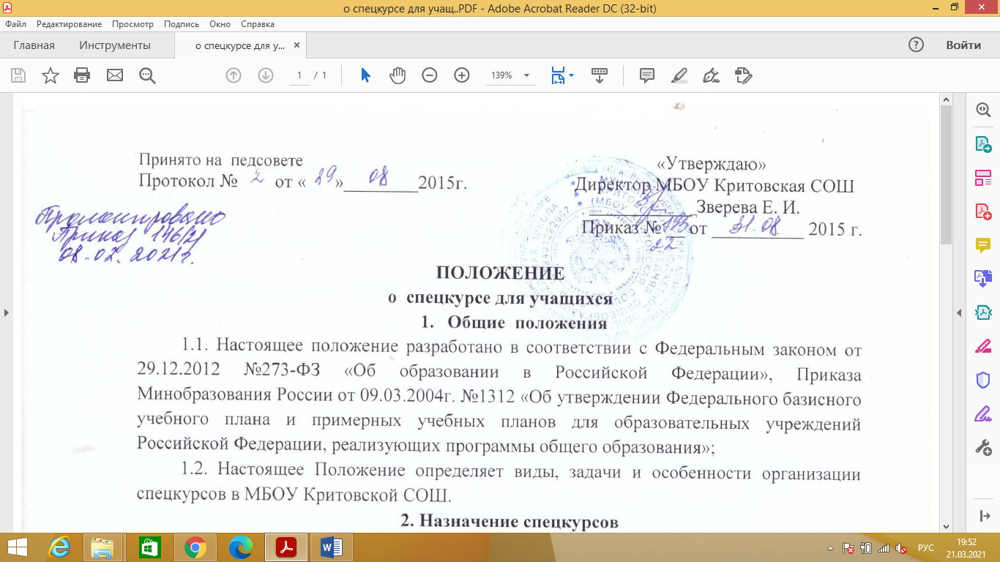 о спецкурсе для учащ..PDF - Adobe Acrobat Reader DC (32-bit)
Файл Редактирование Просмотр Подпись Окно Справка
Главная Инструменты о спецкурсе для у... × Войти
1 / 1 139%
Принято на педсовете
Протокол № 2 от « 29 »________08________2015г.
«Утверждаю»
Директор МБОУ Критовская СОШ
____________Зверева Е. И.
Приказ № 193 от 31.08 2015 г.
22
Пролонгировано
Приказ 146(2)
08.02.2021г.
ПОЛОЖЕНИЕ
о спецкурсе для учащихся
1. Общие положения
1.1. Настоящее положение разработано в соответствии с Федеральным законом от
29.12.2012 №273-ФЗ «Об образовании в Российской Федерации», Приказа
Минобразования России от 09.03.2004г. №1312 «Об утверждении Федерального базисного
учебного плана и примерных учебных планов для образовательных учреждений
Российской Федерации, реализующих программы общего образования»;
1.2. Настоящее Положение определяет виды, задачи и особенности организации
спецкурсов в МБОУ Критовской СОШ.
2. Назначение спецкурсов
РУС
19:52
21.03.2021